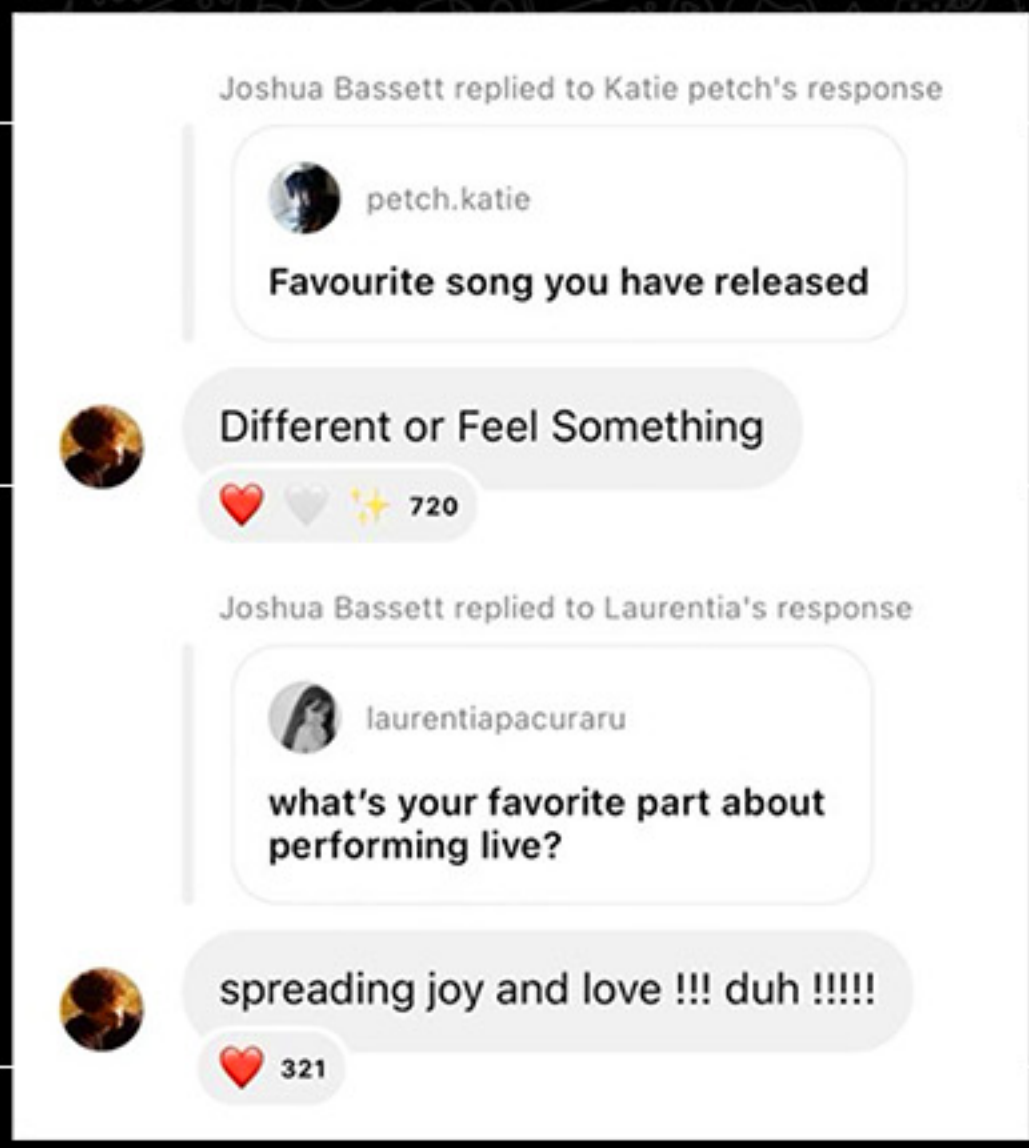 Joshua Bassett replied to Katie petch's response
petch.katie
Favourite song you have released
Different or Feel Something
❤️ 🤍 ✨ 720
Joshua Bassett replied to Laurentia's response
laurentiapacuraru
what's your favorite part about
performing live?
spreading joy and love !!! duh !!!!!
❤️ 321